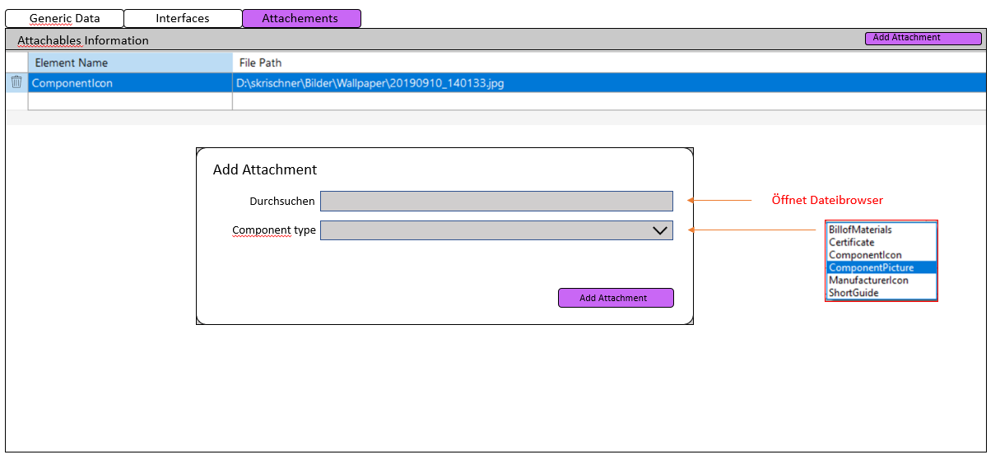 Generic Data
Interfaces
Attachements
Attachables Information
Add Attachment
Element Name
File Path
ComponentIcon
D:\skrischner\Bilder\Wallpaper\20190910_140133.jpg
Add Attachment
Durchsuchen
Öffnet Dateibrowser
Component type
BillofMaterials
Certificate
ComponentIcon
ComponentPicture
ManufacturerIcon
ShortGuide
Add Attachment